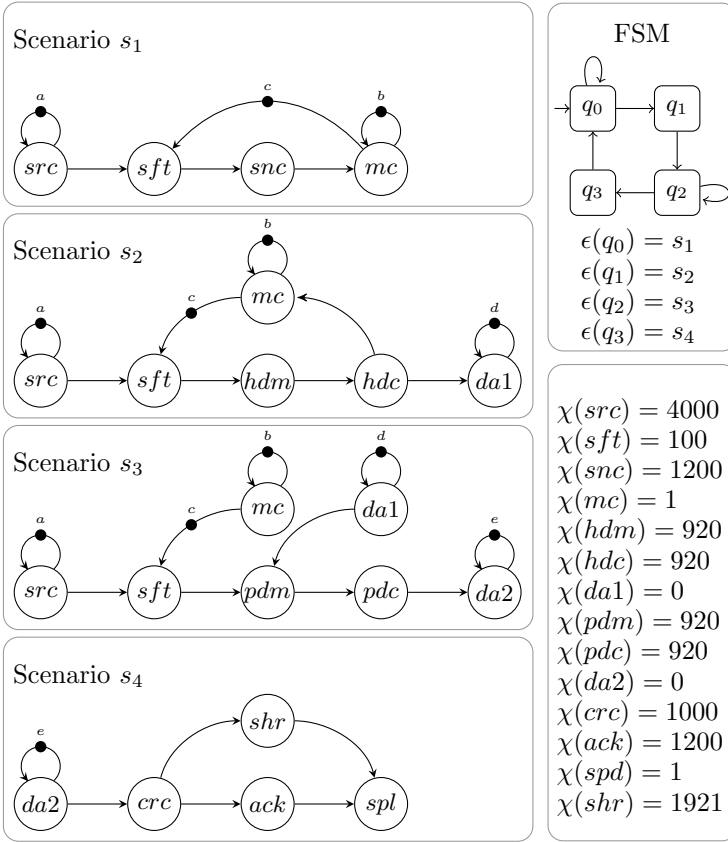 Scenario s₁
a
c
b
src
sft
snc
mc
Scenario s₂
b
mc
a
c
d
src
sft
hdm
hdc
da1
Scenario s₃
b
d
mc
da1
a
c
e
src
sft
pdm
pdc
da2
Scenario s₄
shr
e
da2
crc
ack
spl
FSM
q₀
q₁
q₃
q₂
ϵ(q₀) = s₁
ϵ(q₁) = s₂
ϵ(q₂) = s₃
ϵ(q₃) = s₄
χ(src) = 4000
χ(sft) = 100
χ(snc) = 1200
χ(mc) = 1
χ(hdm) = 920
χ(hdc) = 920
χ(da1) = 0
χ(pdm) = 920
χ(pdc) = 920
χ(da2) = 0
χ(crc) = 1000
χ(ack) = 1200
χ(spd) = 1
χ(shr) = 1921